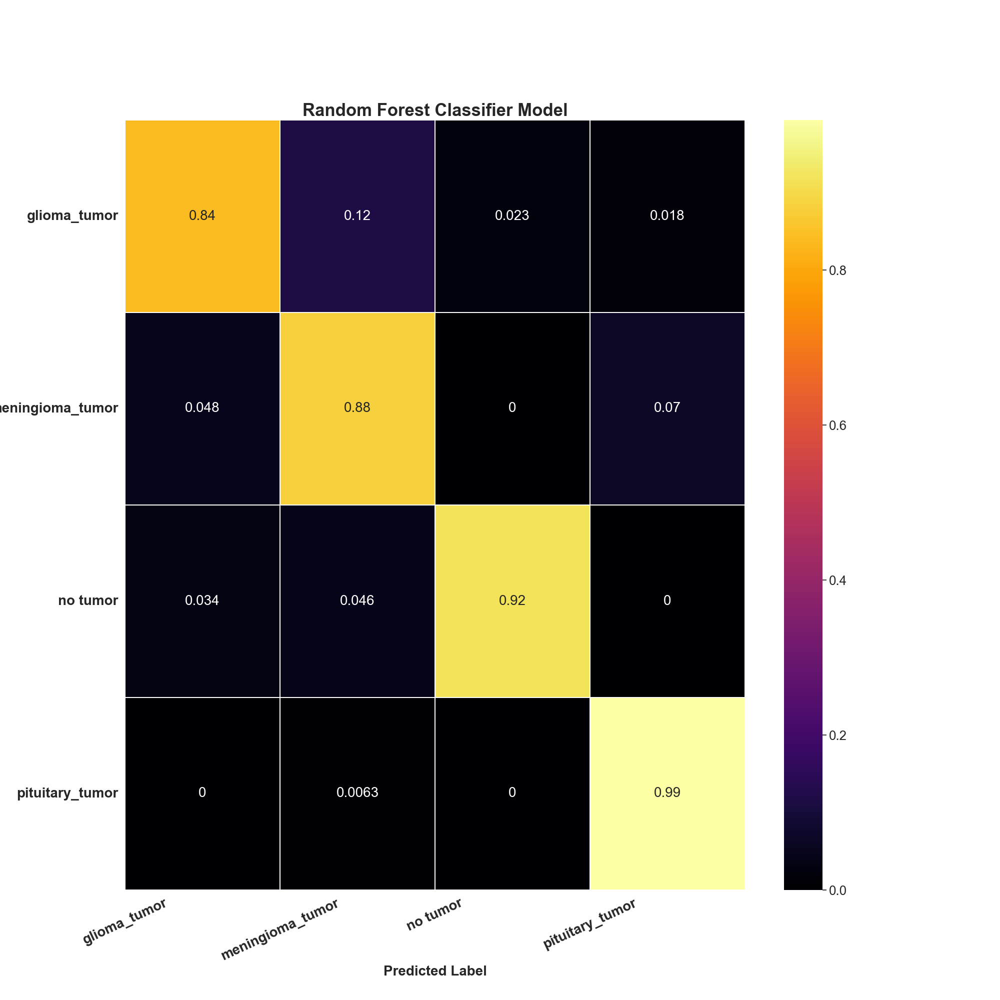 Random Forest Classifier Model
glioma_tumor 0.84 0.12 0.023 0.018
eningioma_tumor 0.048 0.88 0 0.07
no tumor 0.034 0.046 0.92 0
pituitary_tumor 0 0.0063 0 0.99
glioma_tumor meningioma_tumor no tumor pituitary_tumor
Predicted Label
0.8
0.6
0.4
0.2
0.0